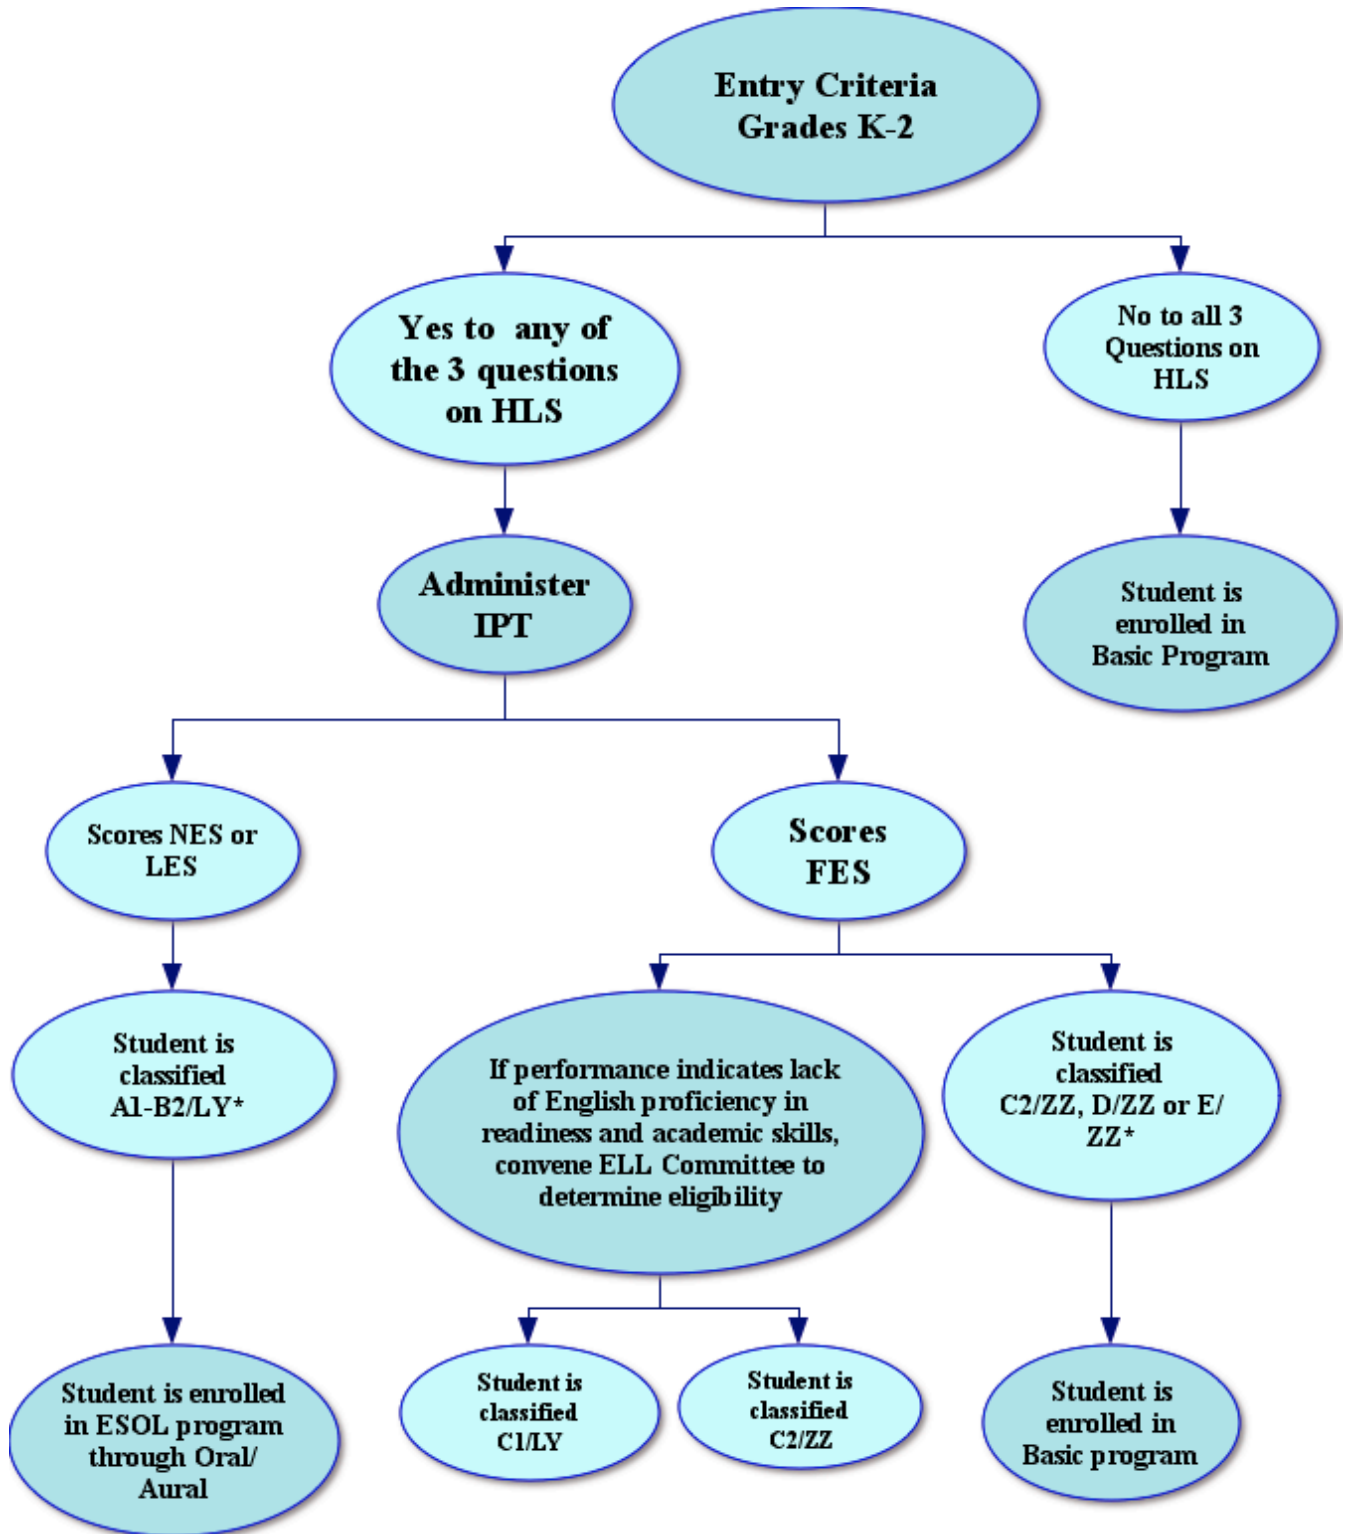 Entry Criteria
Grades K-2
Yes to any of
the 3 questions
on HLS
No to all 3
Questions on
HLS
Administer
IPT
Student is
enrolled in
Basic Program
Scores NES or
LES
Scores
FES
Student is
classified
A1-B2/LY*
If performance indicates lack
of English proficiency in
readiness and academic skills,
convene ELL Committee to
determine eligibility
Student is
classified
C2/ZZ, D/ZZ or E/
ZZ*
Student is enrolled
in ESOL program
through Oral/
Aural
Student is
classified
C1/LY
Student is
classified
C2/ZZ
Student is
enrolled in
Basic program